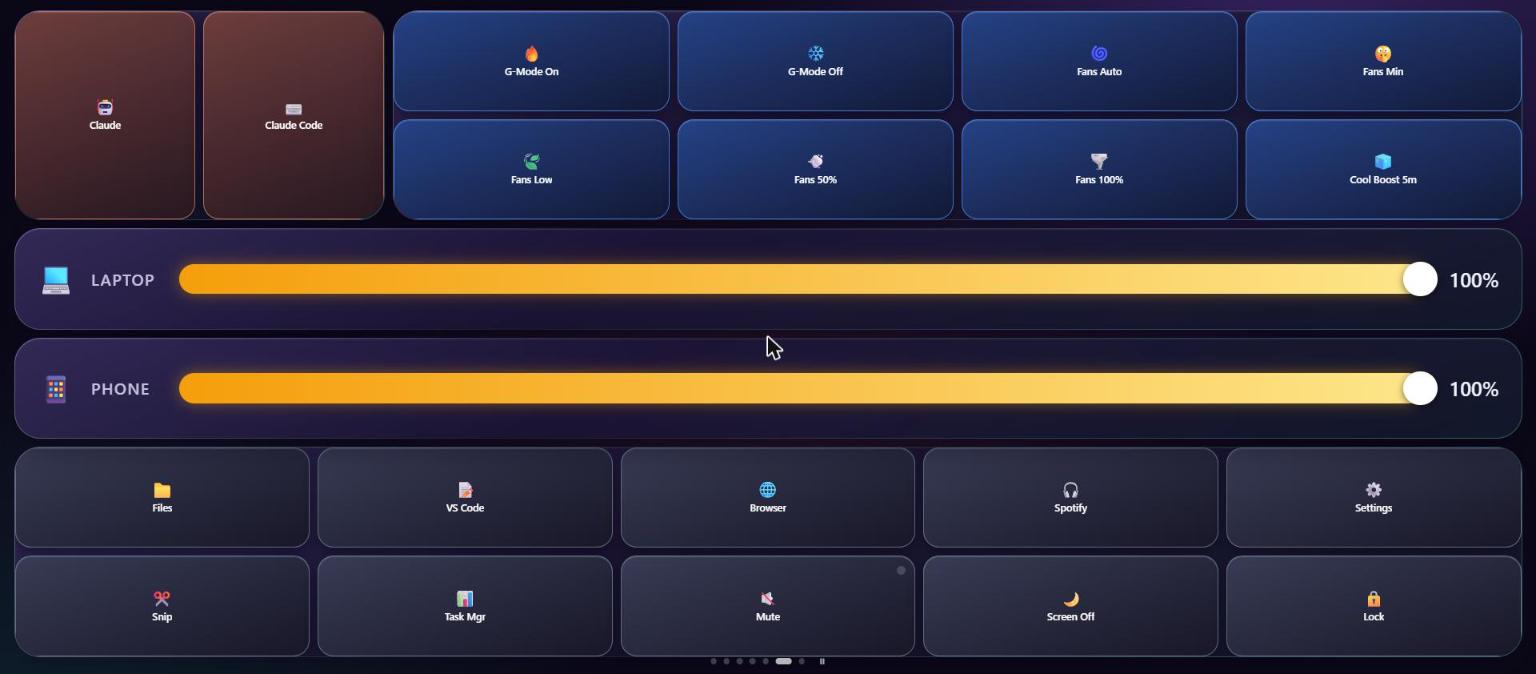 Claude
Claude Code
G-Mode On
G-Mode Off
Fans Auto
Fans Min
Fans Low
Fans 50%
Fans 100%
Cool Boost 5m
LAPTOP
100%
PHONE
100%
Files
VS Code
Browser
Spotify
Settings
Snip
Task Mgr
Mute
Screen Off
Lock